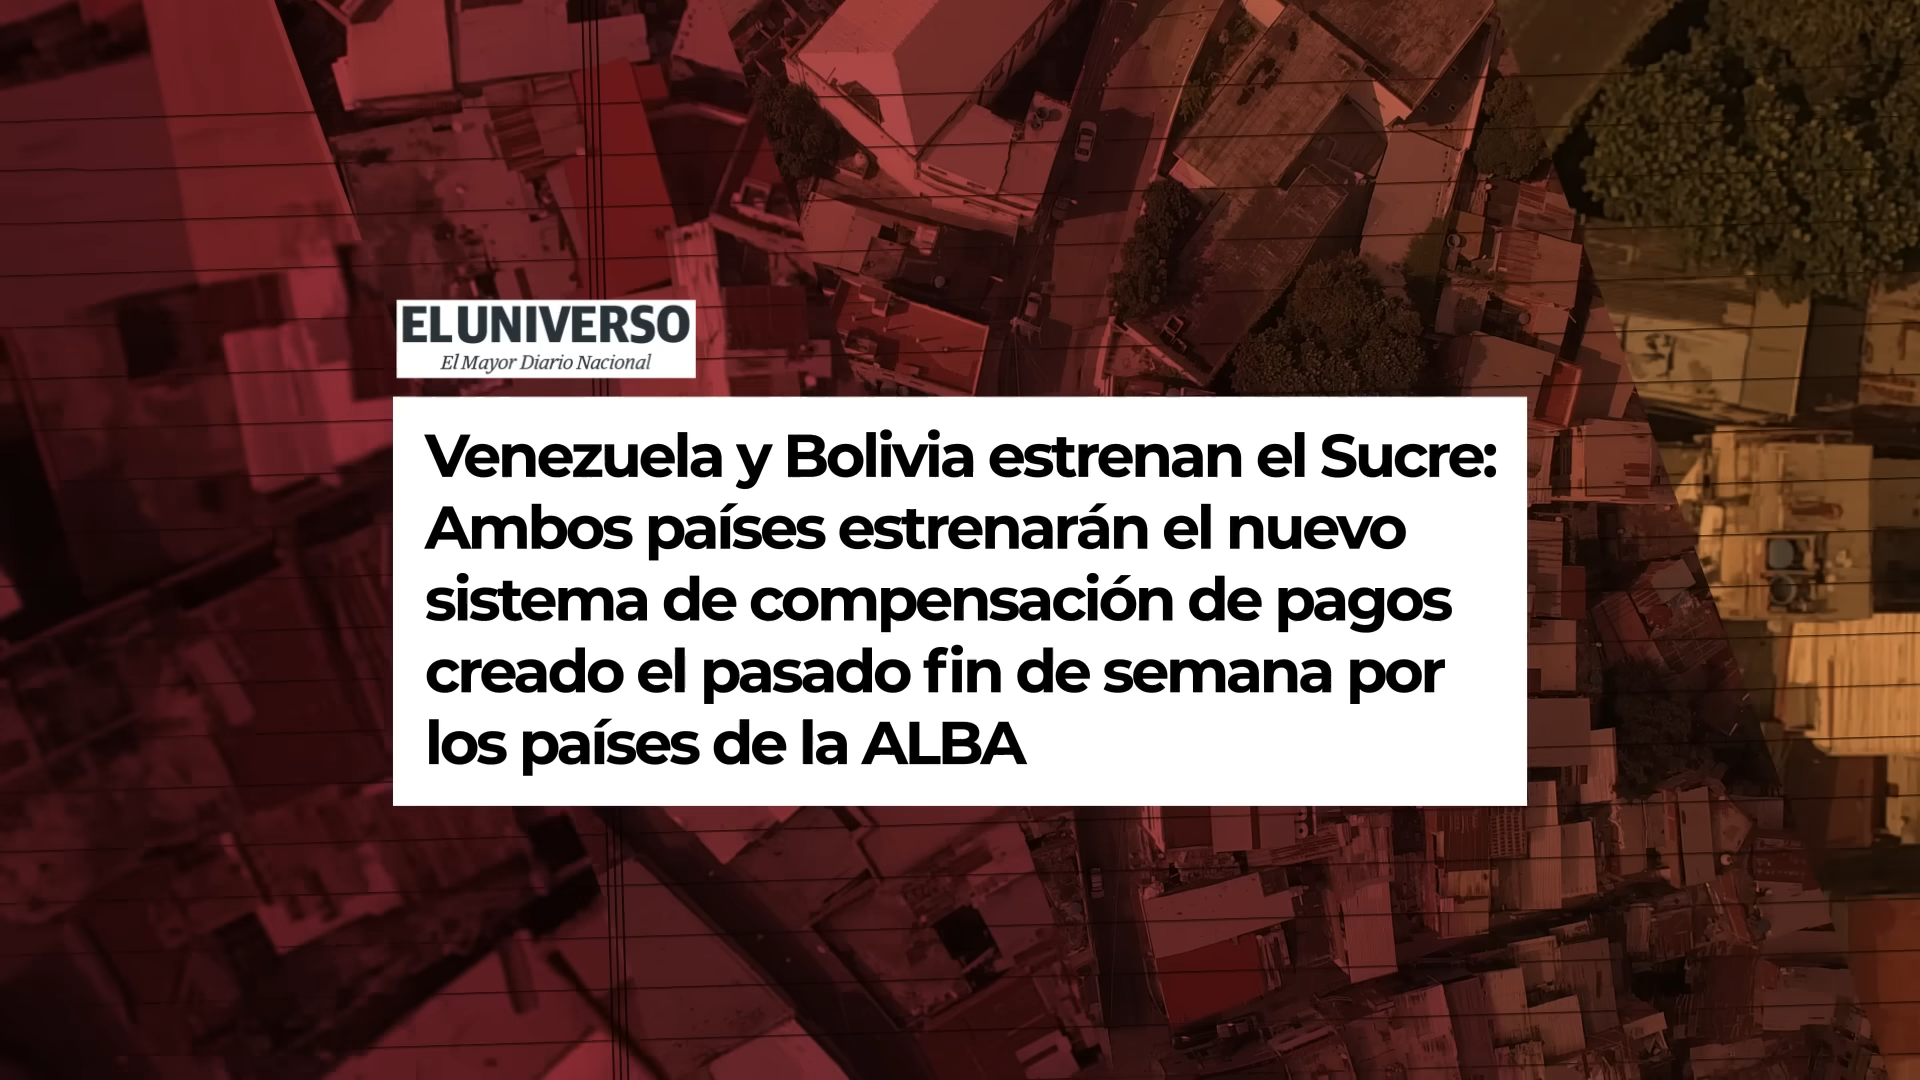 EL UNIVERSO
El Mayor Diario Nacional
Venezuela y Bolivia estrenan el Sucre:
Ambos países estrenarán el nuevo
sistema de compensación de pagos
creado el pasado fin de semana por
los países de la ALBA